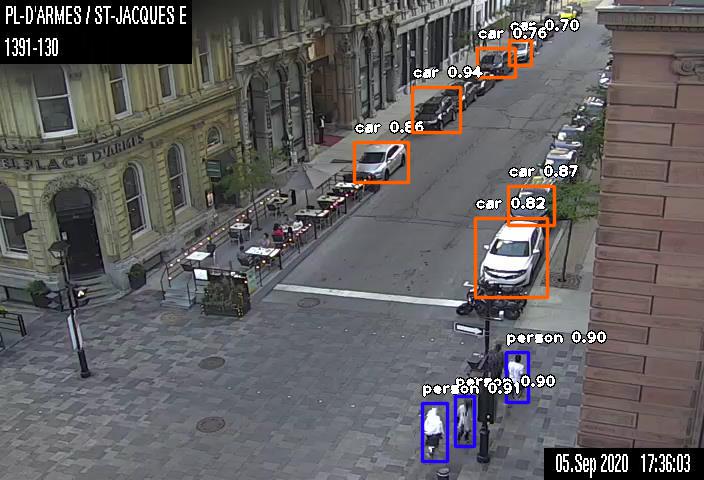 PL-D'ARMES / ST-JACQUES E
1391-130
car 0.70
car 0.76
car 0.94
car 0.86
car 0.87
car 0.82
PLACE D'ARMES
person 0.90
person 0.90
person 0.91
05.Sep 2020 17:36:03